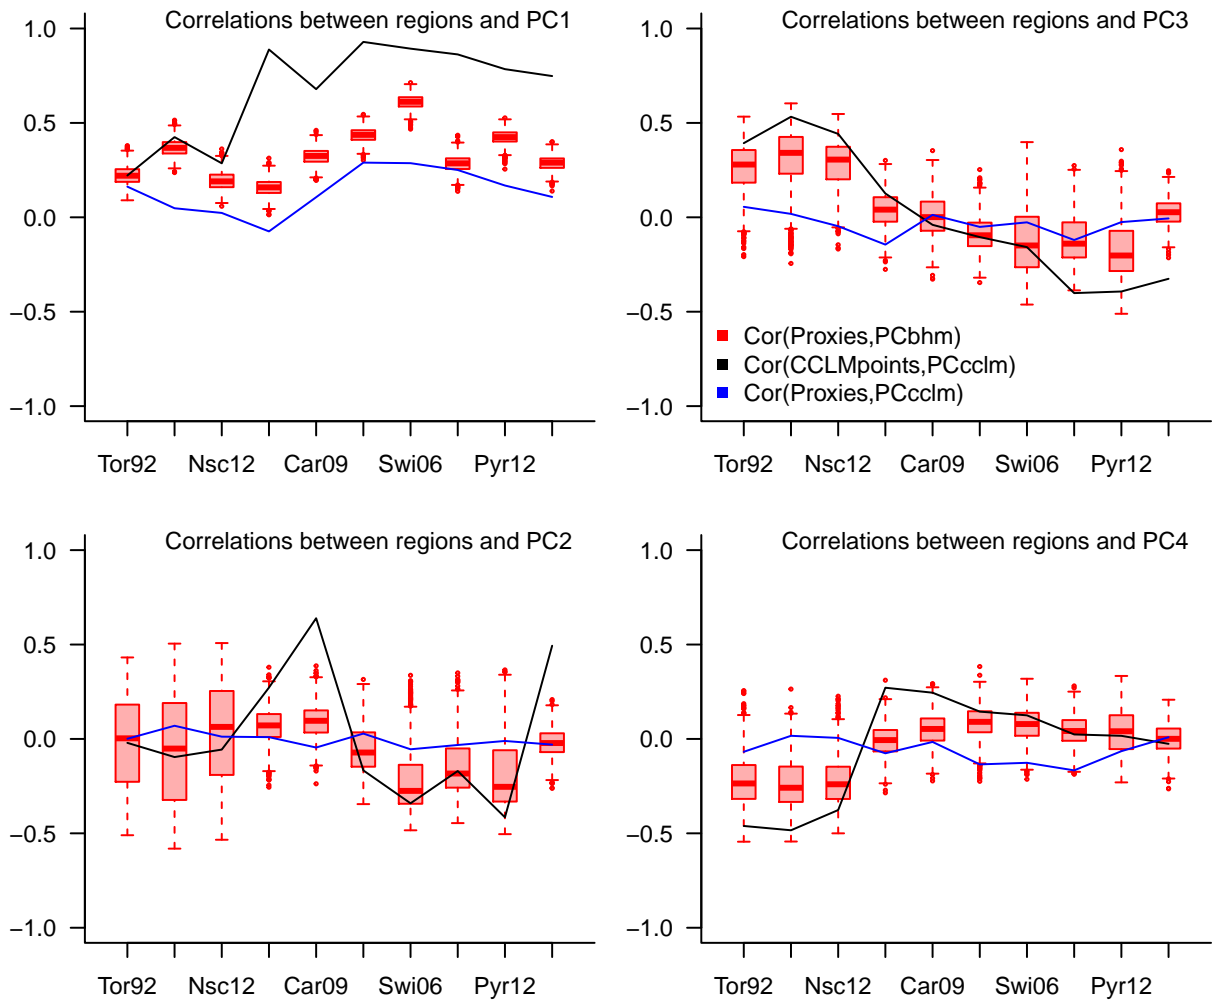 Correlations between regions and PC1
1.0
0.5
0.0
−0.5
−1.0
Tor92 Nsc12 Car09 Swi06 Pyr12
Correlations between regions and PC3
1.0
0.5
0.0
−0.5
−1.0
Cor(Proxies,PCbhm)
Cor(CCLMpoints,PCcclm)
Cor(Proxies,PCcclm)
Tor92 Nsc12 Car09 Swi06 Pyr12
Correlations between regions and PC2
1.0
0.5
0.0
−0.5
−1.0
Tor92 Nsc12 Car09 Swi06 Pyr12
Correlations between regions and PC4
1.0
0.5
0.0
−0.5
−1.0
Tor92 Nsc12 Car09 Swi06 Pyr12